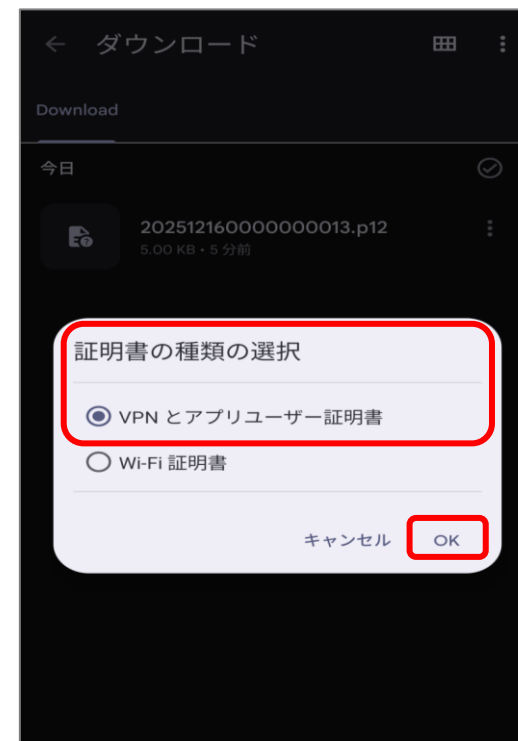 ダウンロード
Download
今日
202512160000000013.p12
5.00 KB • 5 分前
証明書の種類の選択
VPN とアプリユーザー証明書
Wi-Fi 証明書
キャンセル OK